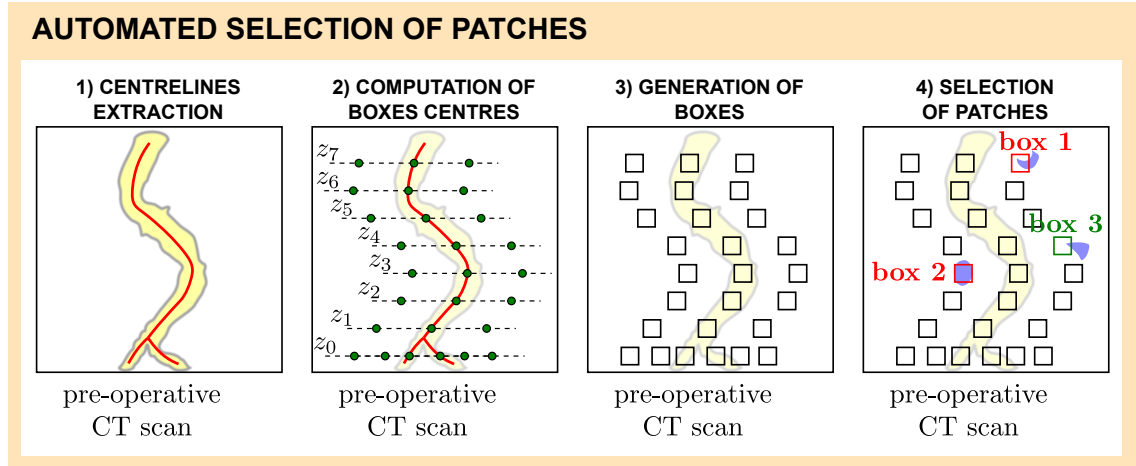 AUTOMATED SELECTION OF PATCHES
1) CENTRELINES
EXTRACTION
2) COMPUTATION OF
BOXES CENTRES
3) GENERATION OF
BOXES
4) SELECTION
OF PATCHES
z₇
z₆
z₅
z₄
z₃
z₂
z₁
z₀
box 1
box 3
box 2
pre-operative
CT scan
pre-operative
CT scan
pre-operative
CT scan
pre-operative
CT scan